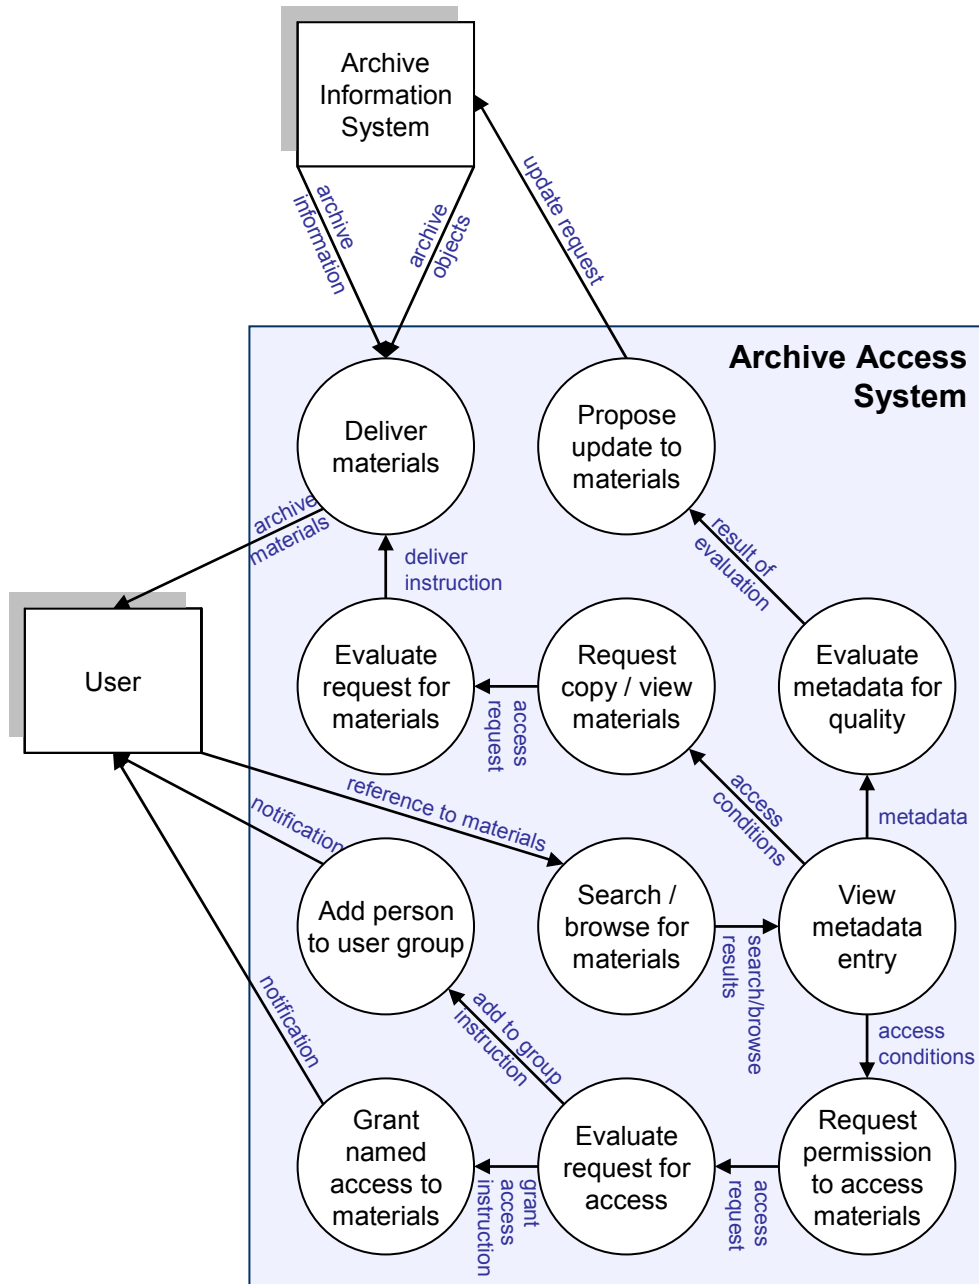 Archive
Information
System
archive
information
archive
objects
update request
Archive Access
System
Deliver
materials
Propose
update to
materials
archive
materials
deliver
instruction
result of
evaluation
User
Evaluate
request for
materials
access
request
Request
copy / view
materials
Evaluate
metadata for
quality
access
conditions
metadata
reference to materials
notification
Add person
to user group
Search /
browse for
materials
search/browse
results
View
metadata
entry
notification
add to group
instruction
access
conditions
Grant
named
access to
materials
grant
access
instruction
Evaluate
request for
access
access
request
Request
permission
to access
materials